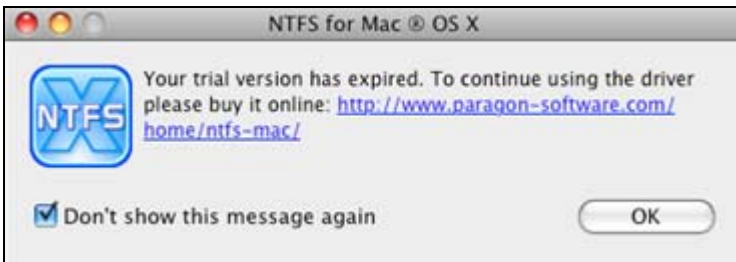 NTFS for Mac ® OS X
Your trial version has expired. To continue using the driver
please buy it online: http://www.paragon-software.com/
home/ntfs-mac/
X
NTFS
Don't show this message again
OK